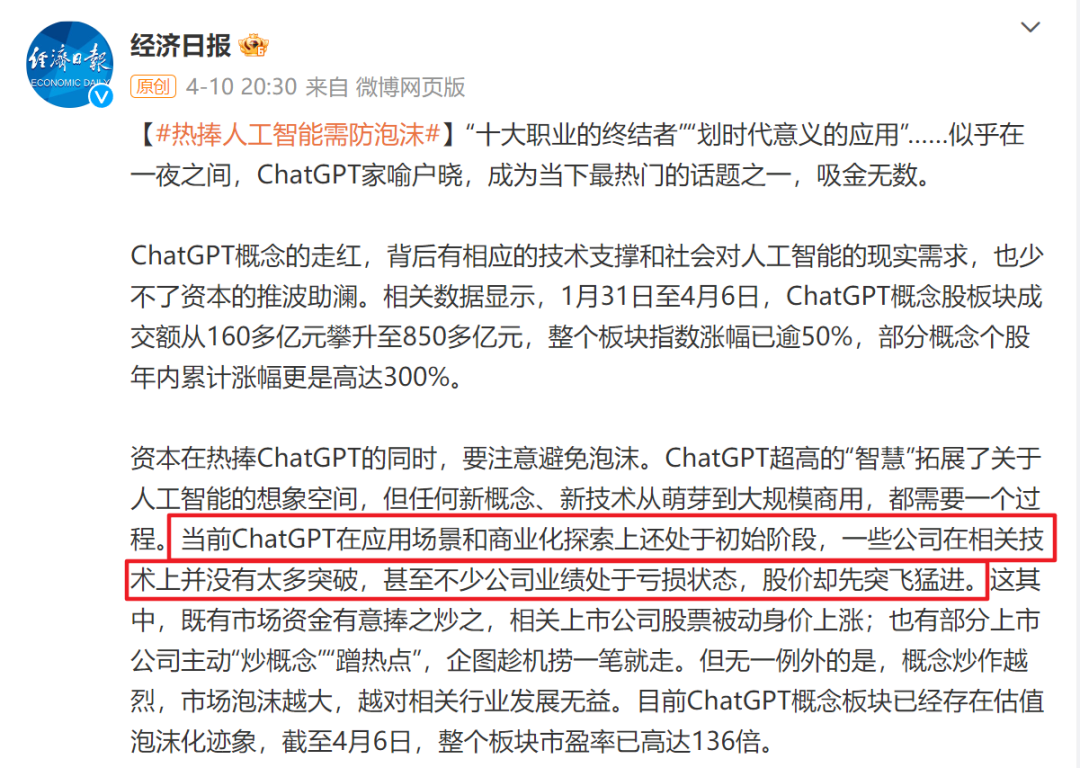 经济日报
经濟日報
ECONOMIC DAILY
原创 4-10 20:30 来自 微博网页版
【#热捧人工智能需防泡沫#】“十大职业的终结者”“划时代意义的应用”……似乎在
一夜之间，ChatGPT家喻户晓，成为当下最热门的话题之一，吸金无数。
ChatGPT概念的走红，背后有相应的技术支撑和社会对人工智能的现实需求，也少
不了资本的推波助澜。相关数据显示，1月31日至4月6日，ChatGPT概念股板块成
交额从160多亿元攀升至850多亿元，整个板块指数涨幅已逾50%，部分概念个股
年内累计涨幅更是高达300%。
资本在热捧ChatGPT的同时，要注意避免泡沫。ChatGPT超高的“智慧”拓展了关于
人工智能的想象空间，但任何新概念、新技术从萌芽到大规模商用，都需要一个过
程。当前ChatGPT在应用场景和商业化探索上还处于初始阶段，一些公司在相关技
术上并没有太多突破，甚至不少公司业绩处于亏损状态，股价却先突飞猛进。这其
中，既有市场资金有意捧之炒之，相关上市公司股票被动身价上涨；也有部分上市
公司主动“炒概念”“蹭热点”，企图趁机捞一笔就走。但无一例外的是，概念炒作越
烈，市场泡沫越大，越对相关行业发展无益。目前ChatGPT概念板块已经存在估值
泡沫化迹象，截至4月6日，整个板块市盈率已高达136倍。